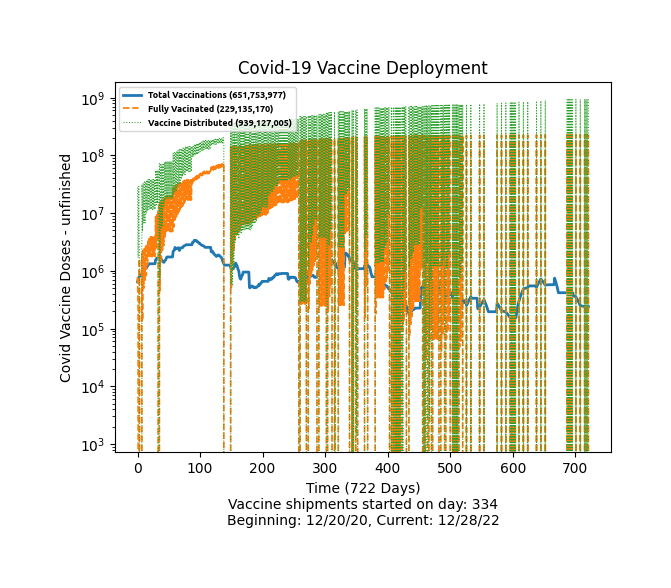 Covid-19 Vaccine Deployment
Total Vaccinations (651,753,977)
Fully Vacinated (229,135,170)
Vaccine Distributed (939,127,005)
Covid Vaccine Doses - unfinished
10⁹
10⁸
10⁷
10⁶
10⁵
10⁴
10³
0 100 200 300 400 500 600 700
Time (722 Days)
Vaccine shipments started on day: 334
Beginning: 12/20/20, Current: 12/28/22